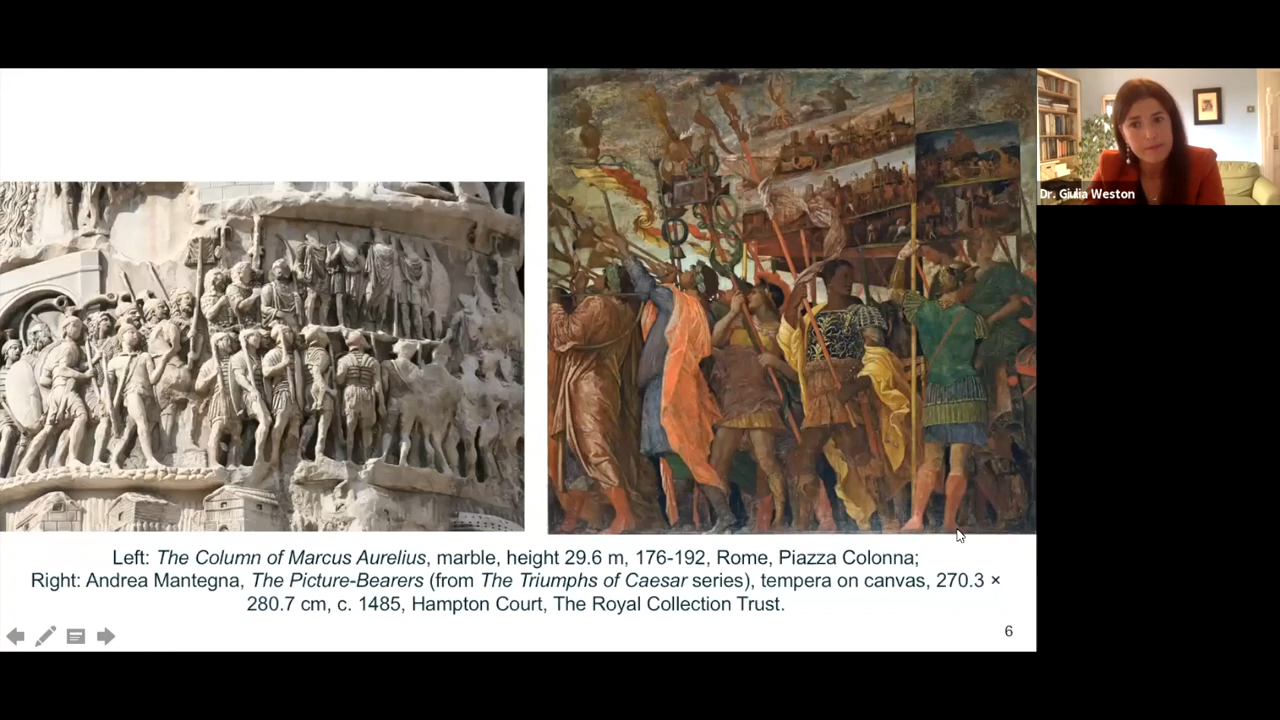 Dr. Giulia Weston
Left: The Column of Marcus Aurelius, marble, height 29.6 m, 176-192, Rome, Piazza Colonna;
Right: Andrea Mantegna, The Picture-Bearers (from The Triumphs of Caesar series), tempera on canvas, 270.3 ×
280.7 cm, c. 1485, Hampton Court, The Royal Collection Trust.
6